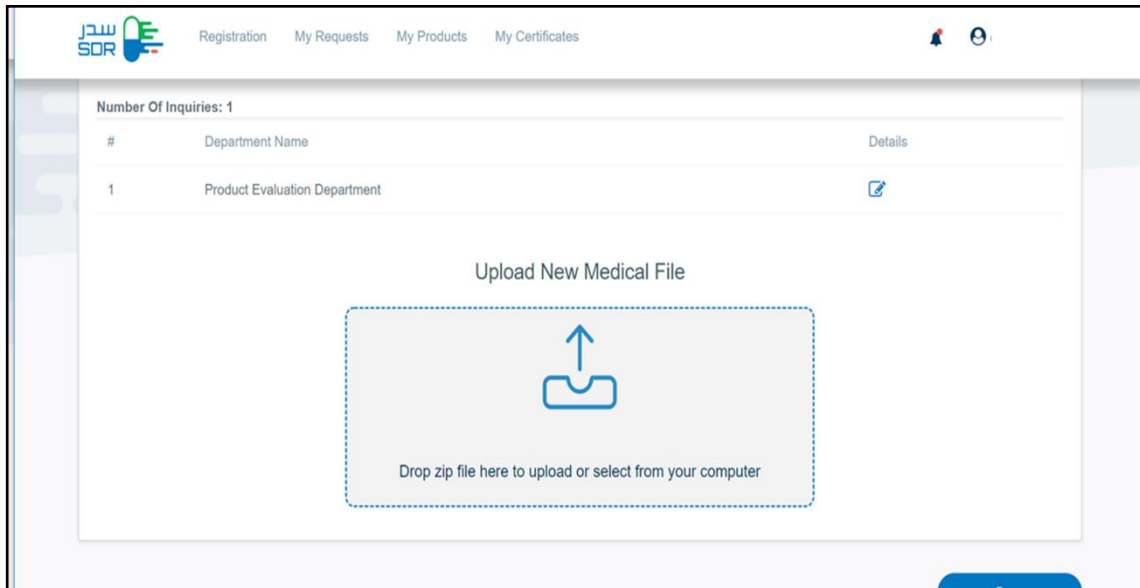 سدر
SDR
Registration My Requests My Products My Certificates
Number Of Inquiries: 1
# Department Name Details
1 Product Evaluation Department
Upload New Medical File
Drop zip file here to upload or select from your computer